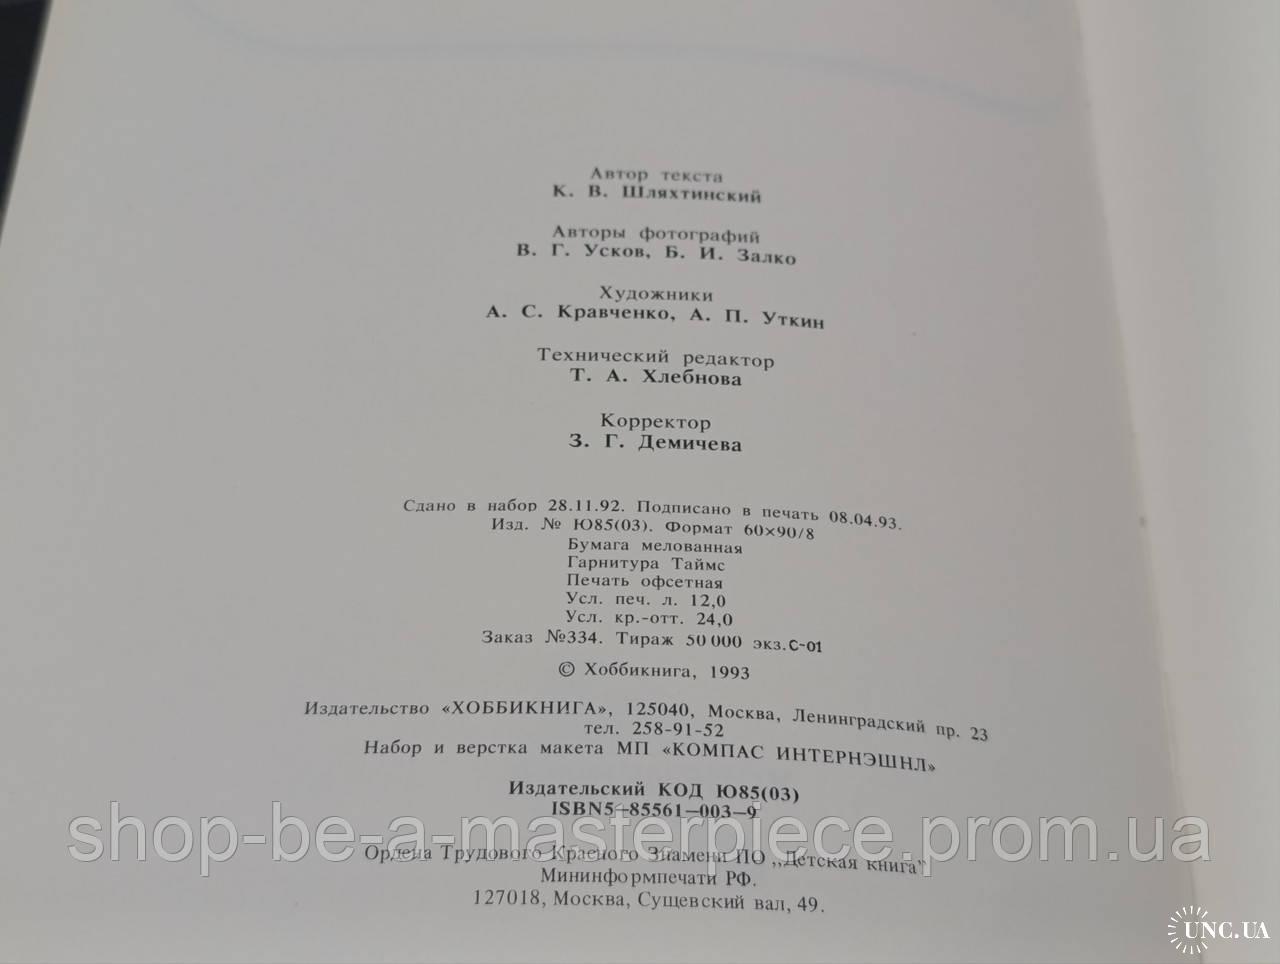 Автор текста
К. В. Шляхтинский
Авторы фотографий
В. Г. Усков, Б. И. Залко
Художники
А. С. Кравченко, А. П. Уткин
Технический редактор
Т. А. Хлебнова
Корректор
З. Г. Демичева
Сдано в набор 28.11.92. Подписано в печать 08.04.93.
Изд. № Ю85(03). Формат 60×90/8
Бумага мелованная
Гарнитура Таймс
Печать офсетная
Усл. печ. л. 12,0
Усл. кр.-отт. 24,0
Заказ №334. Тираж 50 000 экз. С-01
© Хоббикнига, 1993
Издательство «ХОББИКНИГА», 125040, Москва, Ленинградский пр. 23
тел. 258-91-52
Набор и верстка макета МП «КОМПАС ИНТЕРНЭШНЛ»
Издательский КОД Ю85(03)
ISBN5-85561-003-9
shop-be-a-masterpiece.prom.ua
Ордена Трудового Красного Знамени ПО „Детская книга"
Мининформпечати РФ.
127018, Москва, Сущевский вал, 49.
UNC.UA